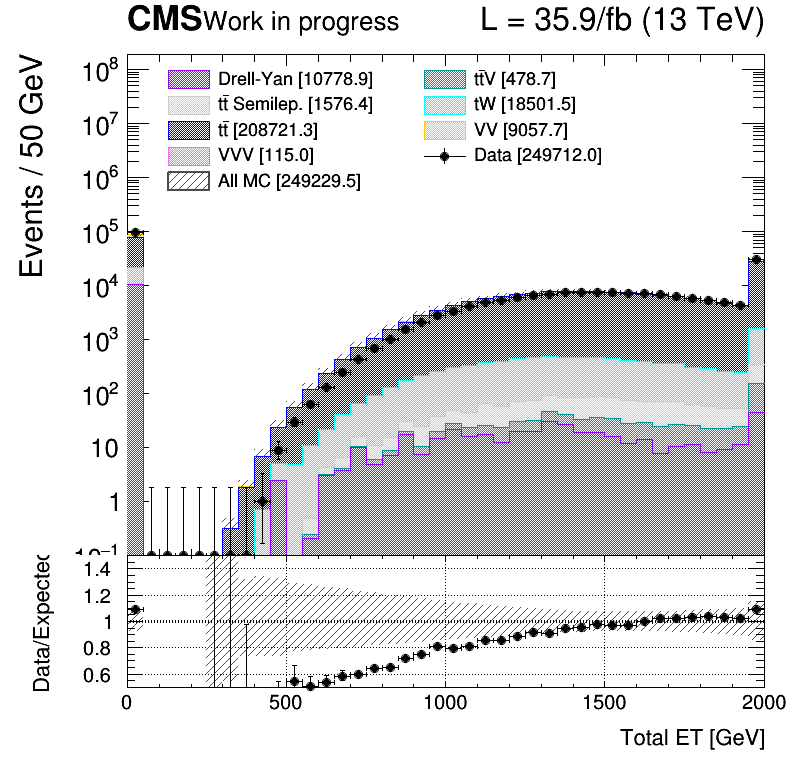 CMS Work in progress L = 35.9/fb (13 TeV)
Drell-Yan [10778.9] tt̄V [478.7]
tt̄ Semilep. [1576.4] tW [18501.5]
tt̄ [208721.3] VV [9057.7]
VVV [115.0] Data [249712.0]
All MC [249229.5]
Events / 50 GeV
10⁸
10⁷
10⁶
10⁵
10⁴
10³
10²
10
1
10⁻¹
Data/Expected
1.4
1.2
1
0.8
0.6
0 500 1000 1500 2000
Total ET [GeV]